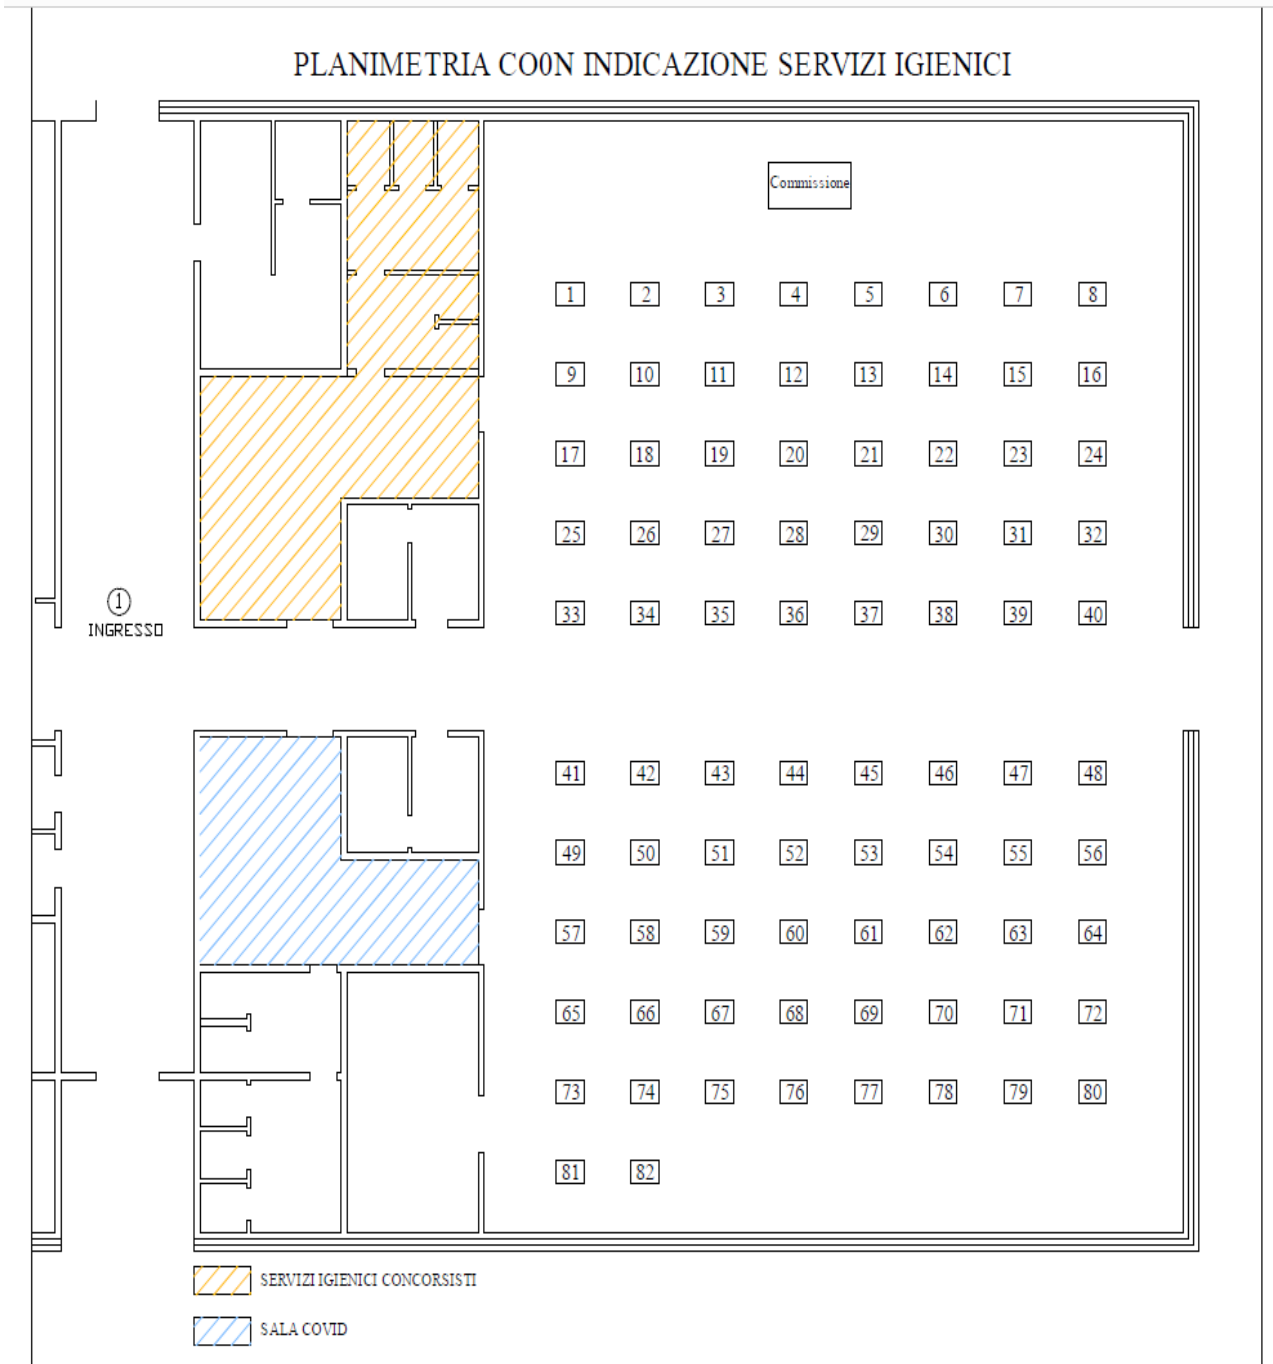 PLANIMETRIA CO0N INDICAZIONE SERVIZI IGIENICI
Commissione
1 2 3 4 5 6 7 8
9 10 11 12 13 14 15 16
17 18 19 20 21 22 23 24
25 26 27 28 29 30 31 32
1
INGRESSO
33 34 35 36 37 38 39 40
41 42 43 44 45 46 47 48
49 50 51 52 53 54 55 56
57 58 59 60 61 62 63 64
65 66 67 68 69 70 71 72
73 74 75 76 77 78 79 80
81 82
SERVIZI IGIENICI CONCORSISTI
SALA COVID